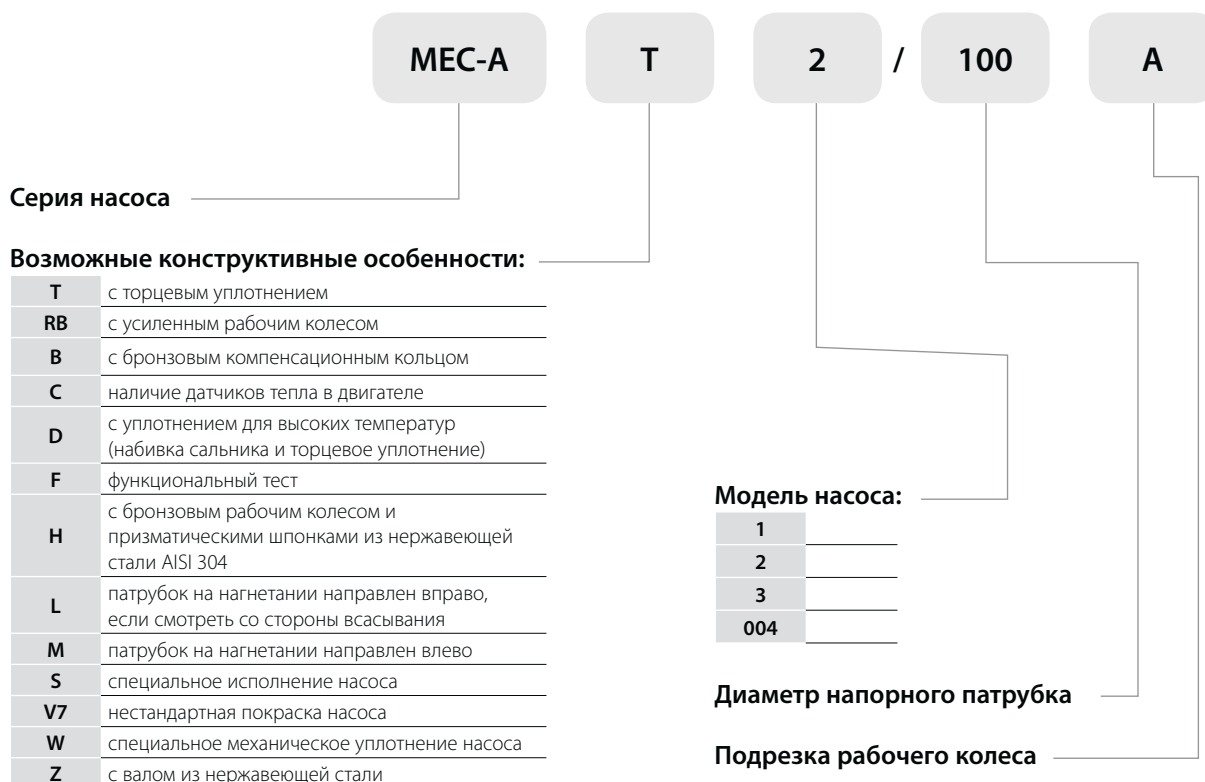 MEC-A T 2 / 100 A
Серия насоса
Возможные конструктивные особенности:
T с торцевым уплотнением
RB с усиленным рабочим колесом
B с бронзовым компенсационным кольцом
C наличие датчиков тепла в двигателе
D с уплотнением для высоких температур
(набивка сальника и торцевое уплотнение)
F функциональный тест
H с бронзовым рабочим колесом и
призматическими шпонками из нержавеющей
стали AISI 304
L патрубок на нагнетании направлен вправо,
если смотреть со стороны всасывания
M патрубок на нагнетании направлен влево
S специальное исполнение насоса
V7 нестандартная покраска насоса
W специальное механическое уплотнение насоса
Z с валом из нержавеющей стали
Модель насоса:
1
2
3
004
Диаметр напорного патрубка
Подрезка рабочего колеса